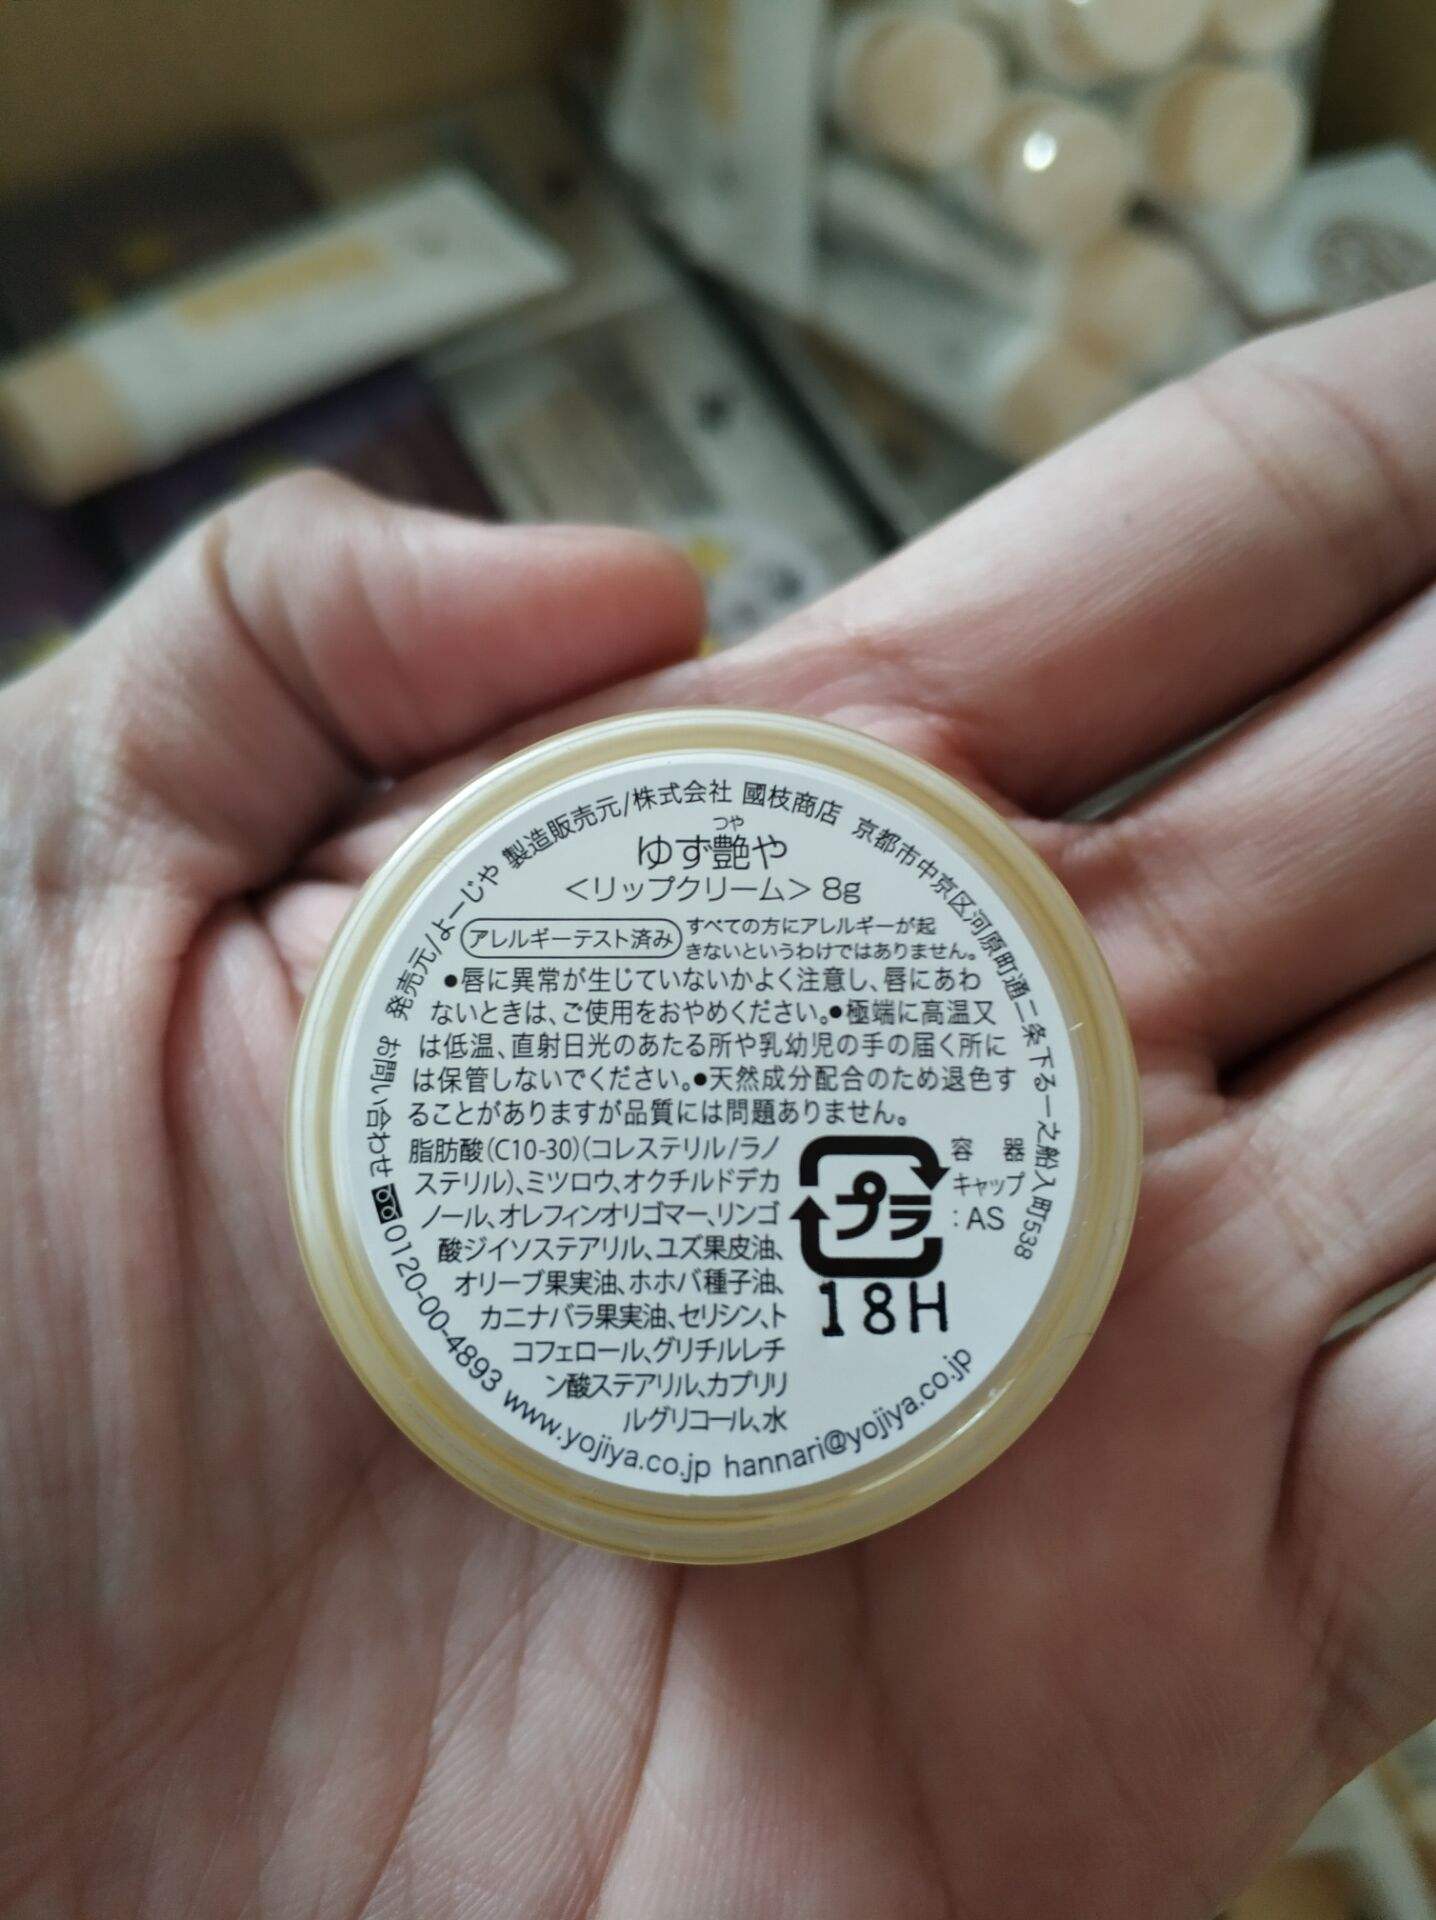 発売元/よーじや 製造販売元/株式会社 國枝商店 京都市中京区河原町通二条下る一之船入町538
つや
ゆず艶や
<リップクリーム> 8g
アレルギーテスト済み
すべての方にアレルギーが起
きないというわけではありません。
●唇に異常が生じていないかよく注意し、唇にあわ
ないときは、ご使用をおやめください。●極端に高温又
は低温、直射日光のあたる所や乳幼児の手の届く所に
は保管しないでください。●天然成分配合のため退色す
ることがありますが品質には問題ありません。
脂肪酸(C10-30)(コレステリル/ラノ
ステリル)、ミツロウ、オクチルドデカ
ノール、オレフィンオリゴマー、リンゴ
酸ジイソステアリル、ユズ果皮油、
オリーブ果実油、ホホバ種子油、
カニナバラ果実油、セリシン、ト
コフェロール、グリチルレチ
ン酸ステアリル、カプリリ
ルグリコール、水
プラ
容 器
キャップ
: AS
18H
お問い合わせ 0120-00-4893 www.yojiya.co.jp hannari@yojiya.co.jp